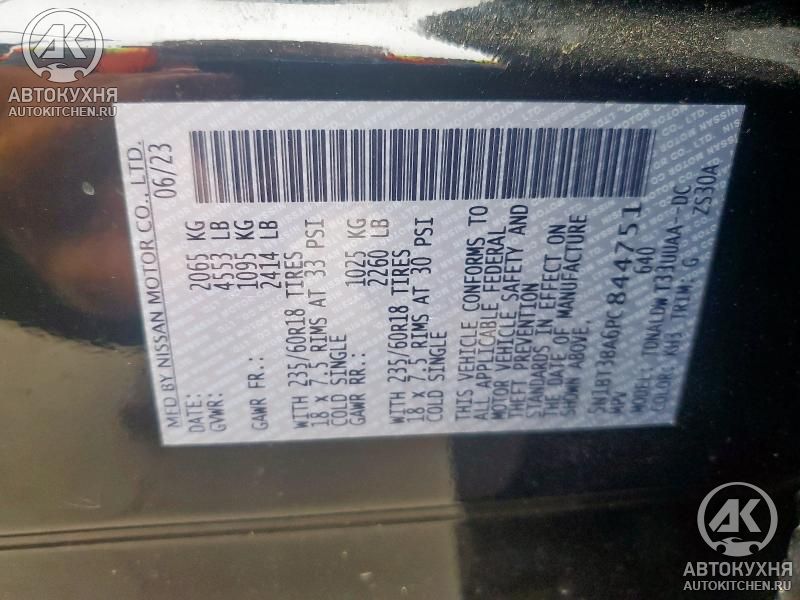 AK
АВТОКУХНЯ
AUTOKITCHEN.RU
MFD BY NISSAN MOTOR CO., LTD.
DATE: 06/23
GVWR: 2065 KG
4553 LB
GAWR FR.: 1095 KG
2414 LB
WITH 235/60R18 TIRES
18 x 7.5 RIMS AT 33 PSI
COLD SINGLE
GAWR RR.: 1025 KG
2260 LB
WITH 235/60R18 TIRES
18 x 7.5 RIMS AT 30 PSI
COLD SINGLE
THIS VEHICLE CONFORMS TO
ALL APPLICABLE FEDERAL
MOTOR VEHICLE SAFETY AND
THEFT PREVENTION
STANDARDS IN EFFECT ON
THE DATE OF MANUFACTURE
SHOWN ABOVE.
5N1BT3BA6PC844751
MPV 640
MODEL: TDNALDW T33UUAA--DC
COLOR: KH3 TRIM: G
ZS30A
AK
АВТОКУХНЯ
AUTOKITCHEN.RU